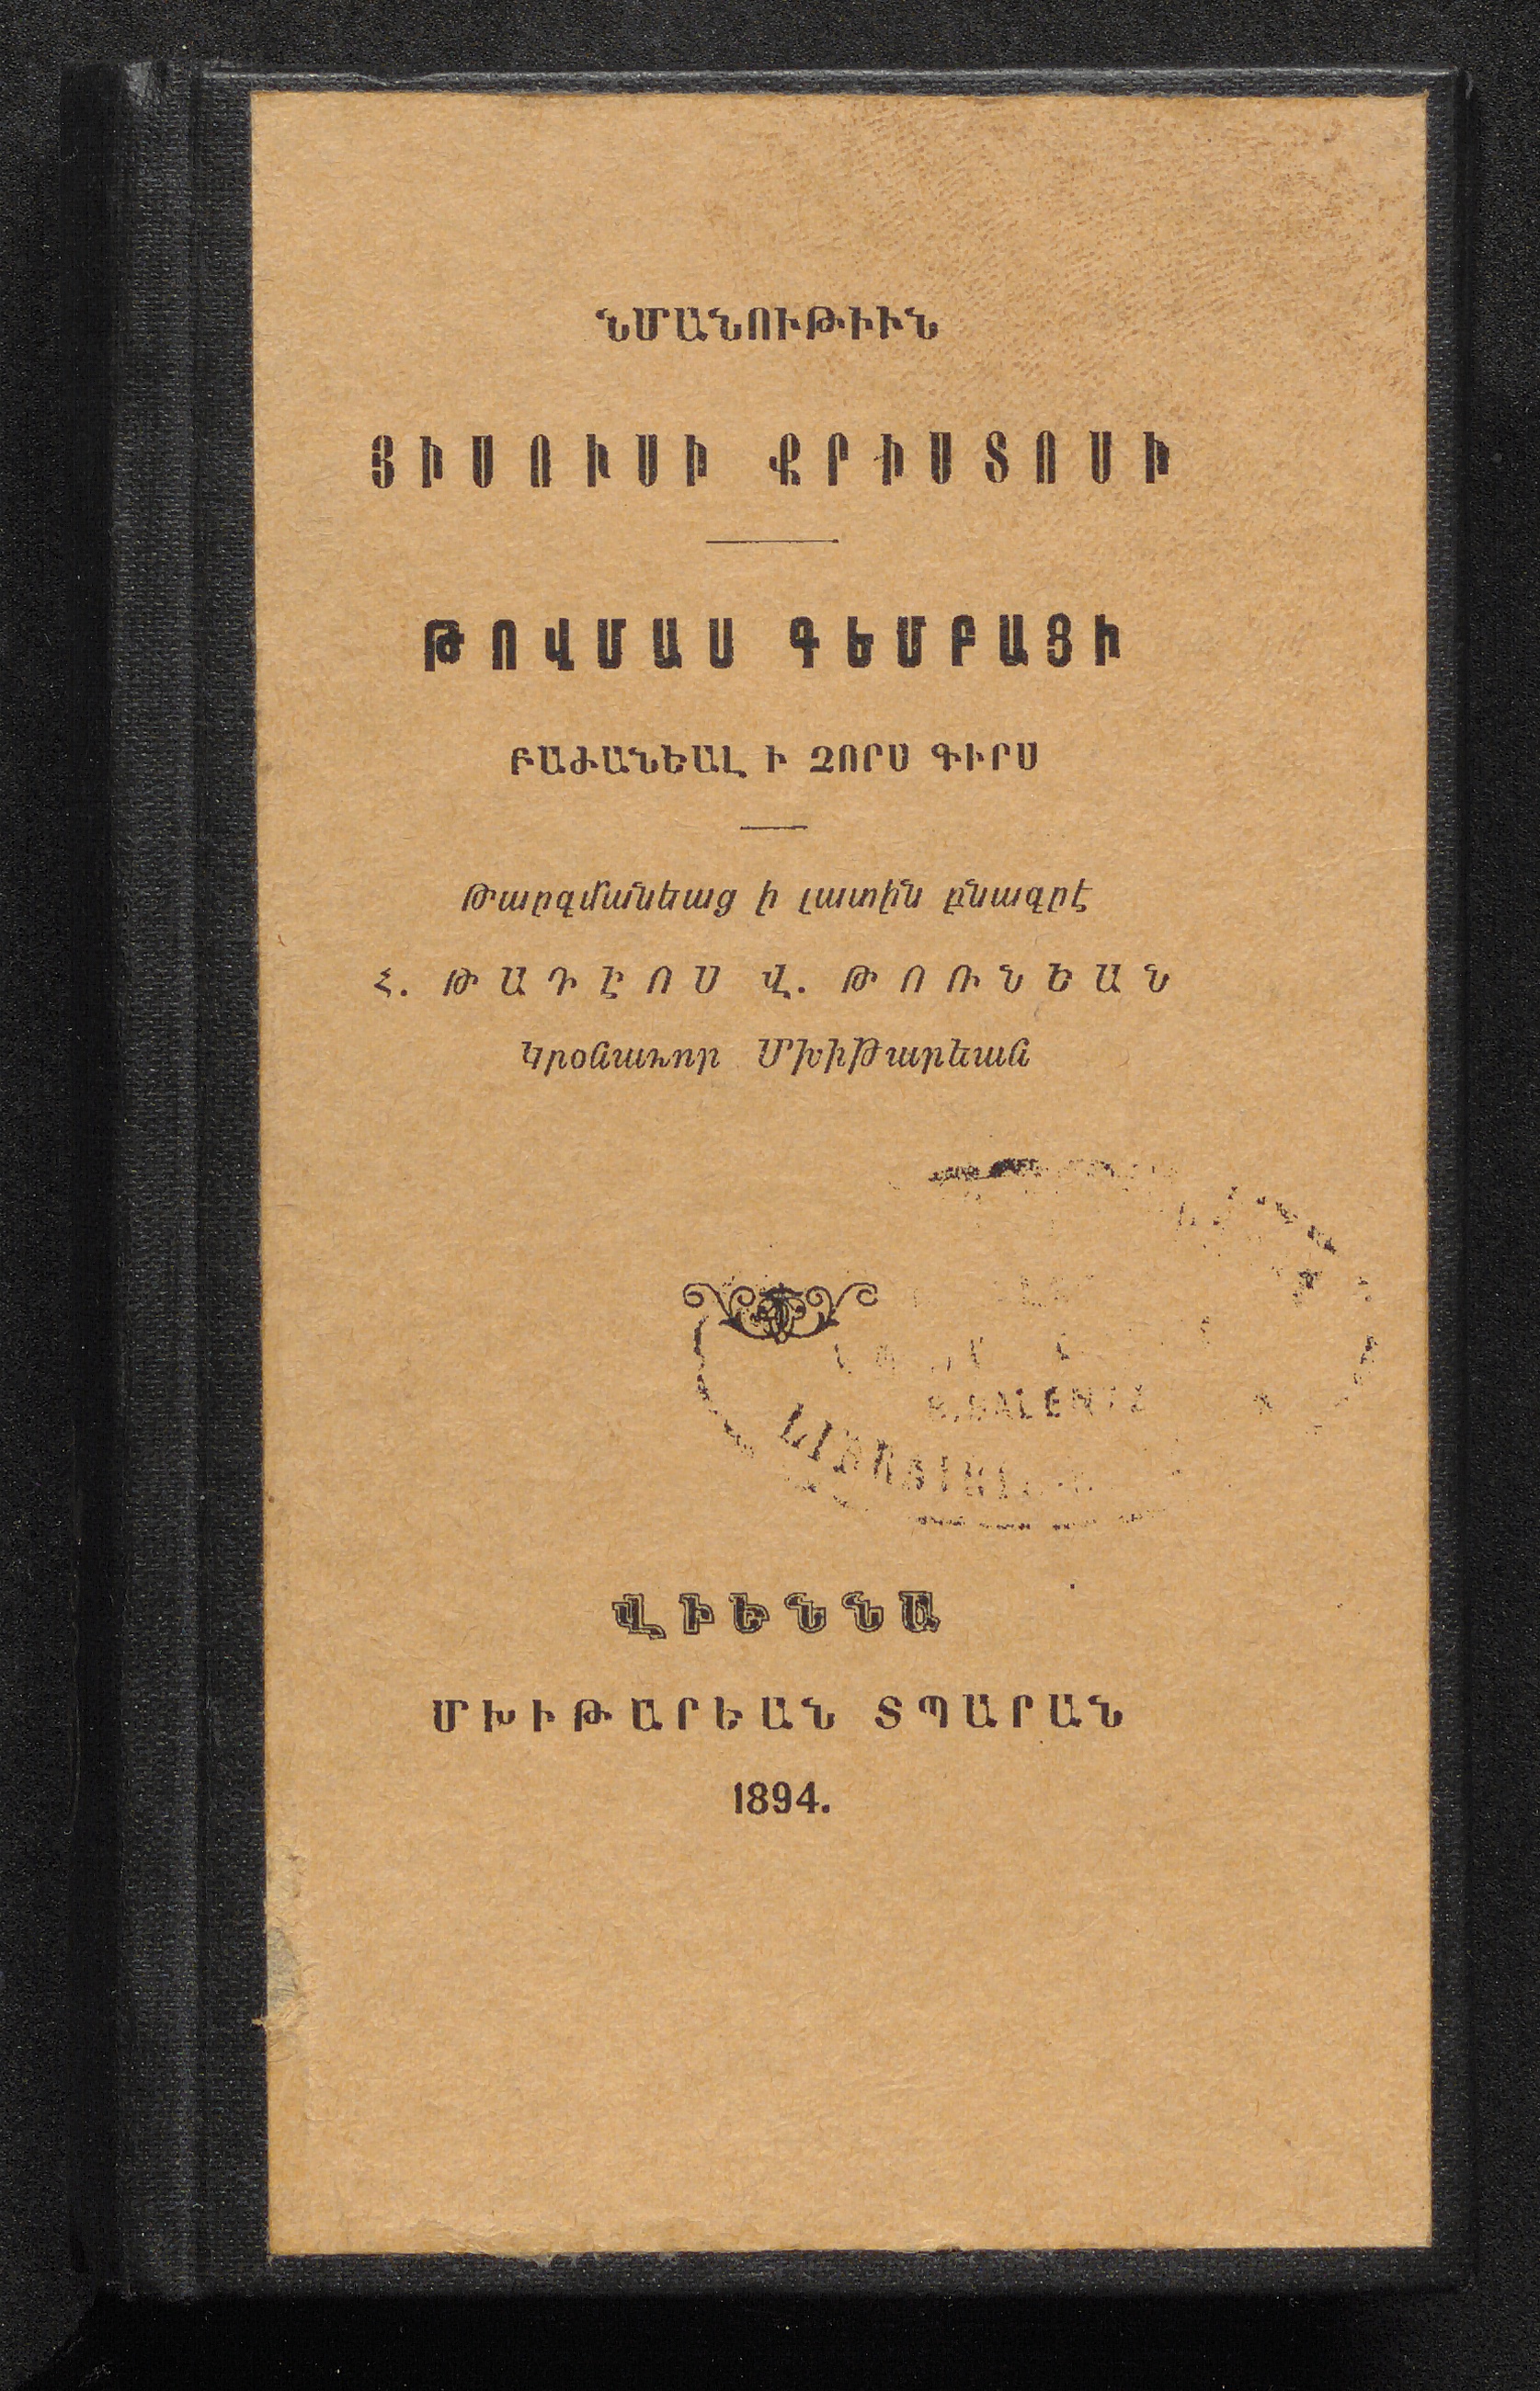 ՆՄԱՆՈՒԹԻՒՆ
ՅԻՍՈՒՍԻ ՔՐԻՍՏՈՍԻ
ԹՈՎՄԱՍ ԳԵՄԲԱՑԻ
ԲԱԺԱՆԵԱԼ Ի ՉՈՐՍ ԳԻՐՍ
Թարգմանեաց ի լատին բնագրէ
Հ. ԹԱԴԷՈՍ Վ. ԹՈՌՆԵԱՆ
Կրօնաւոր Մխիթարեան
ՎԻԵՆՆԱ
ՄԽԻԹԱՐԵԱՆ ՏՊԱՐԱՆ
1894.